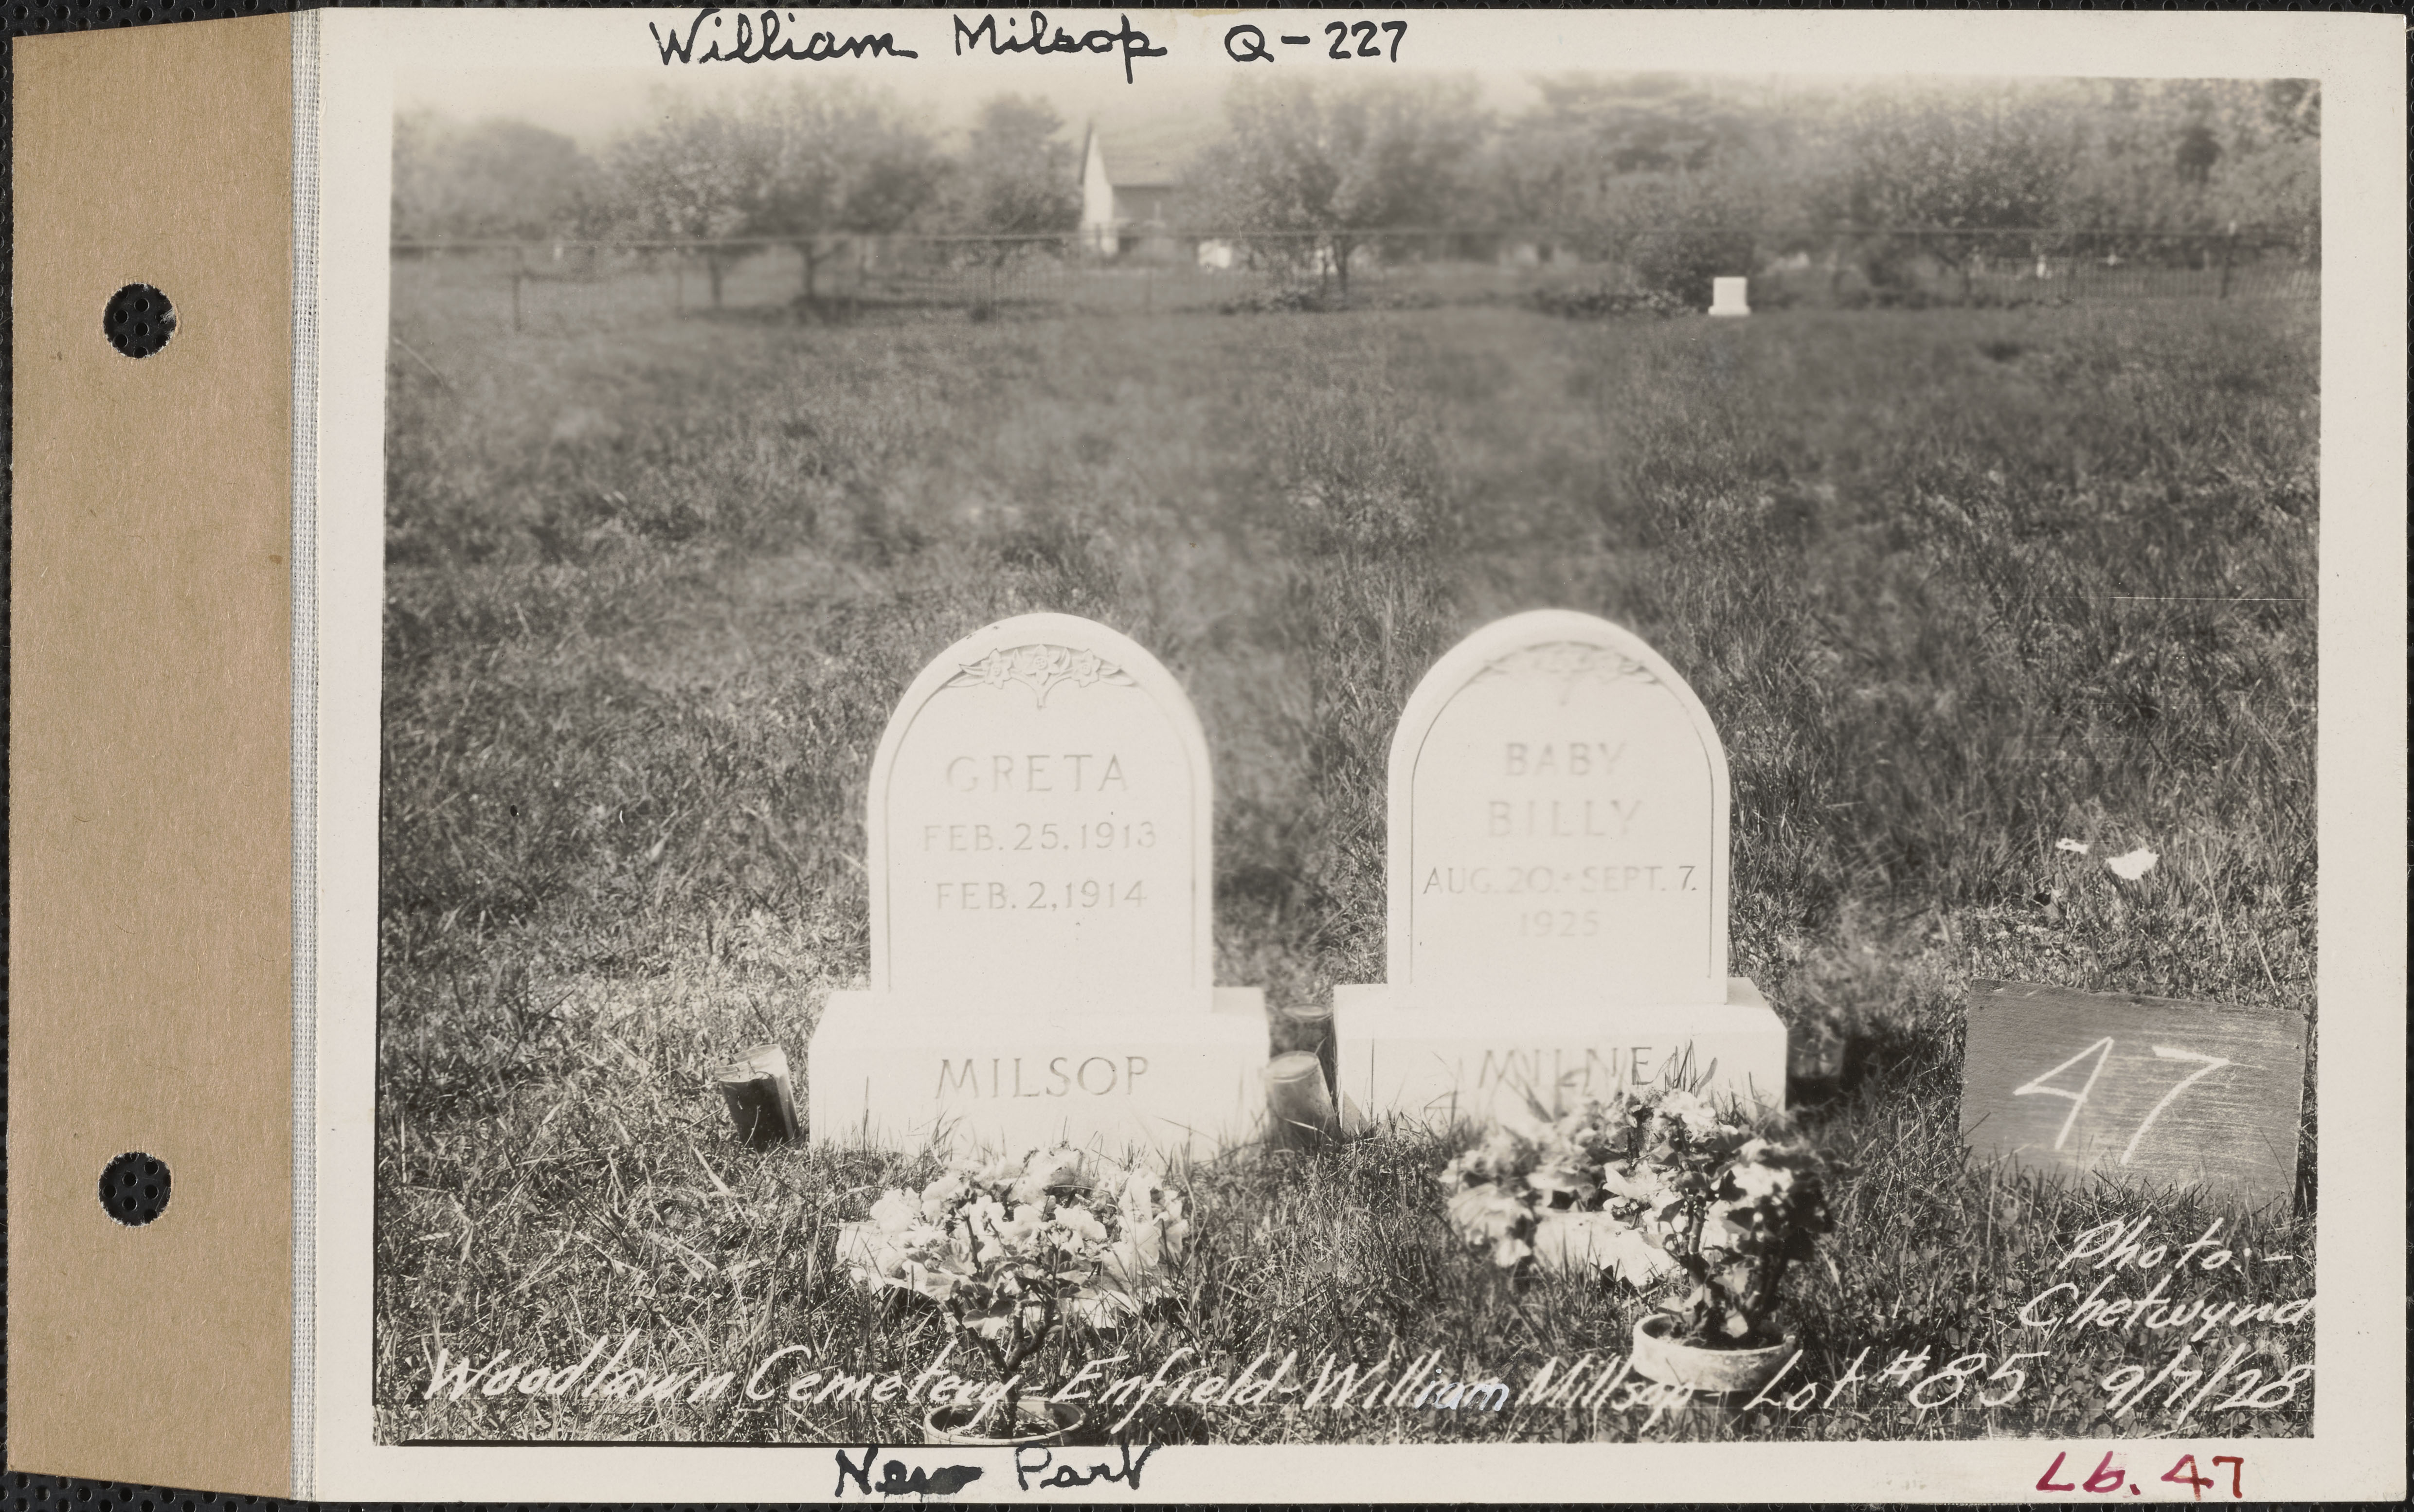 William Milsop Q-227
GRETA
FEB. 25, 1913
FEB. 2, 1914
MILSOP
BABY
BILLY
AUG. 20.-SEPT. 7.
1925
MILNE
47
Photo:-
Chetwynd
Woodlawn Cemetery-Enfield-William Millsop- Lot #85 9/7/28
New Part
Lb. 47